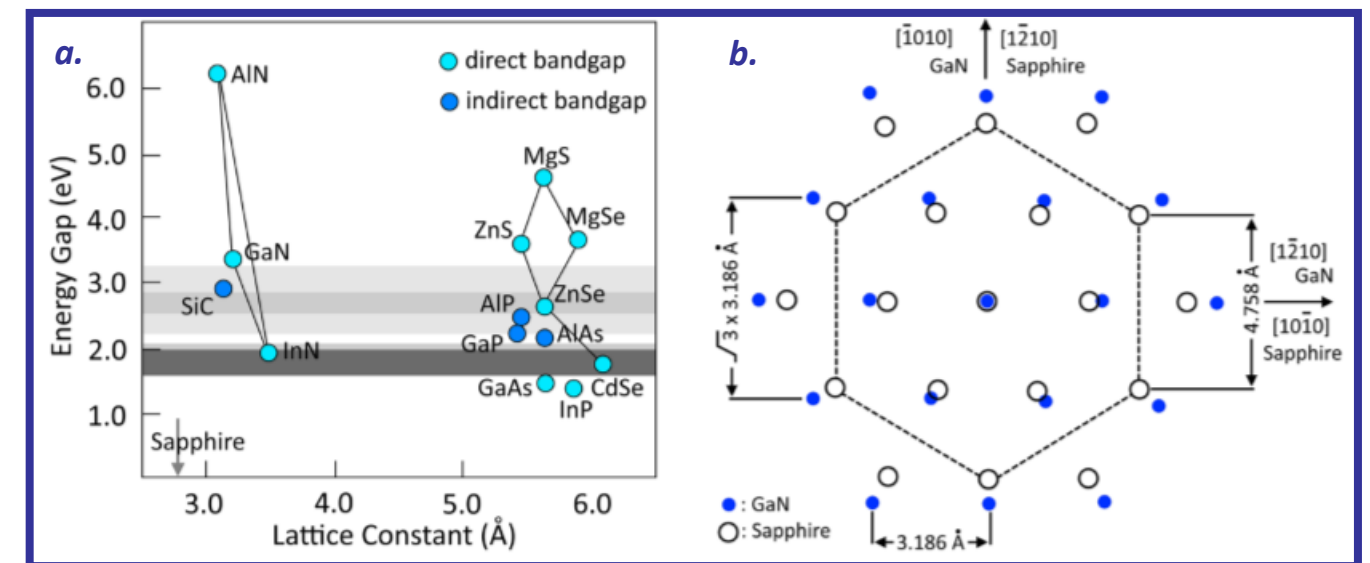 a.
direct bandgap
indirect bandgap
Energy Gap (eV)
6.0
5.0
4.0
3.0
2.0
1.0
AlN
GaN
SiC
InN
MgS
ZnS
MgSe
ZnSe
AlP
AlAs
GaP
GaAs
CdSe
InP
Sapphire
3.0 4.0 5.0 6.0
Lattice Constant (Å)
b.
[1̄010] [12̄10]
GaN Sapphire
√3 x 3.186 Å
4.758 Å
[12̄10]
GaN
[101̄0]
Sapphire
: GaN
: Sapphire
3.186 Å